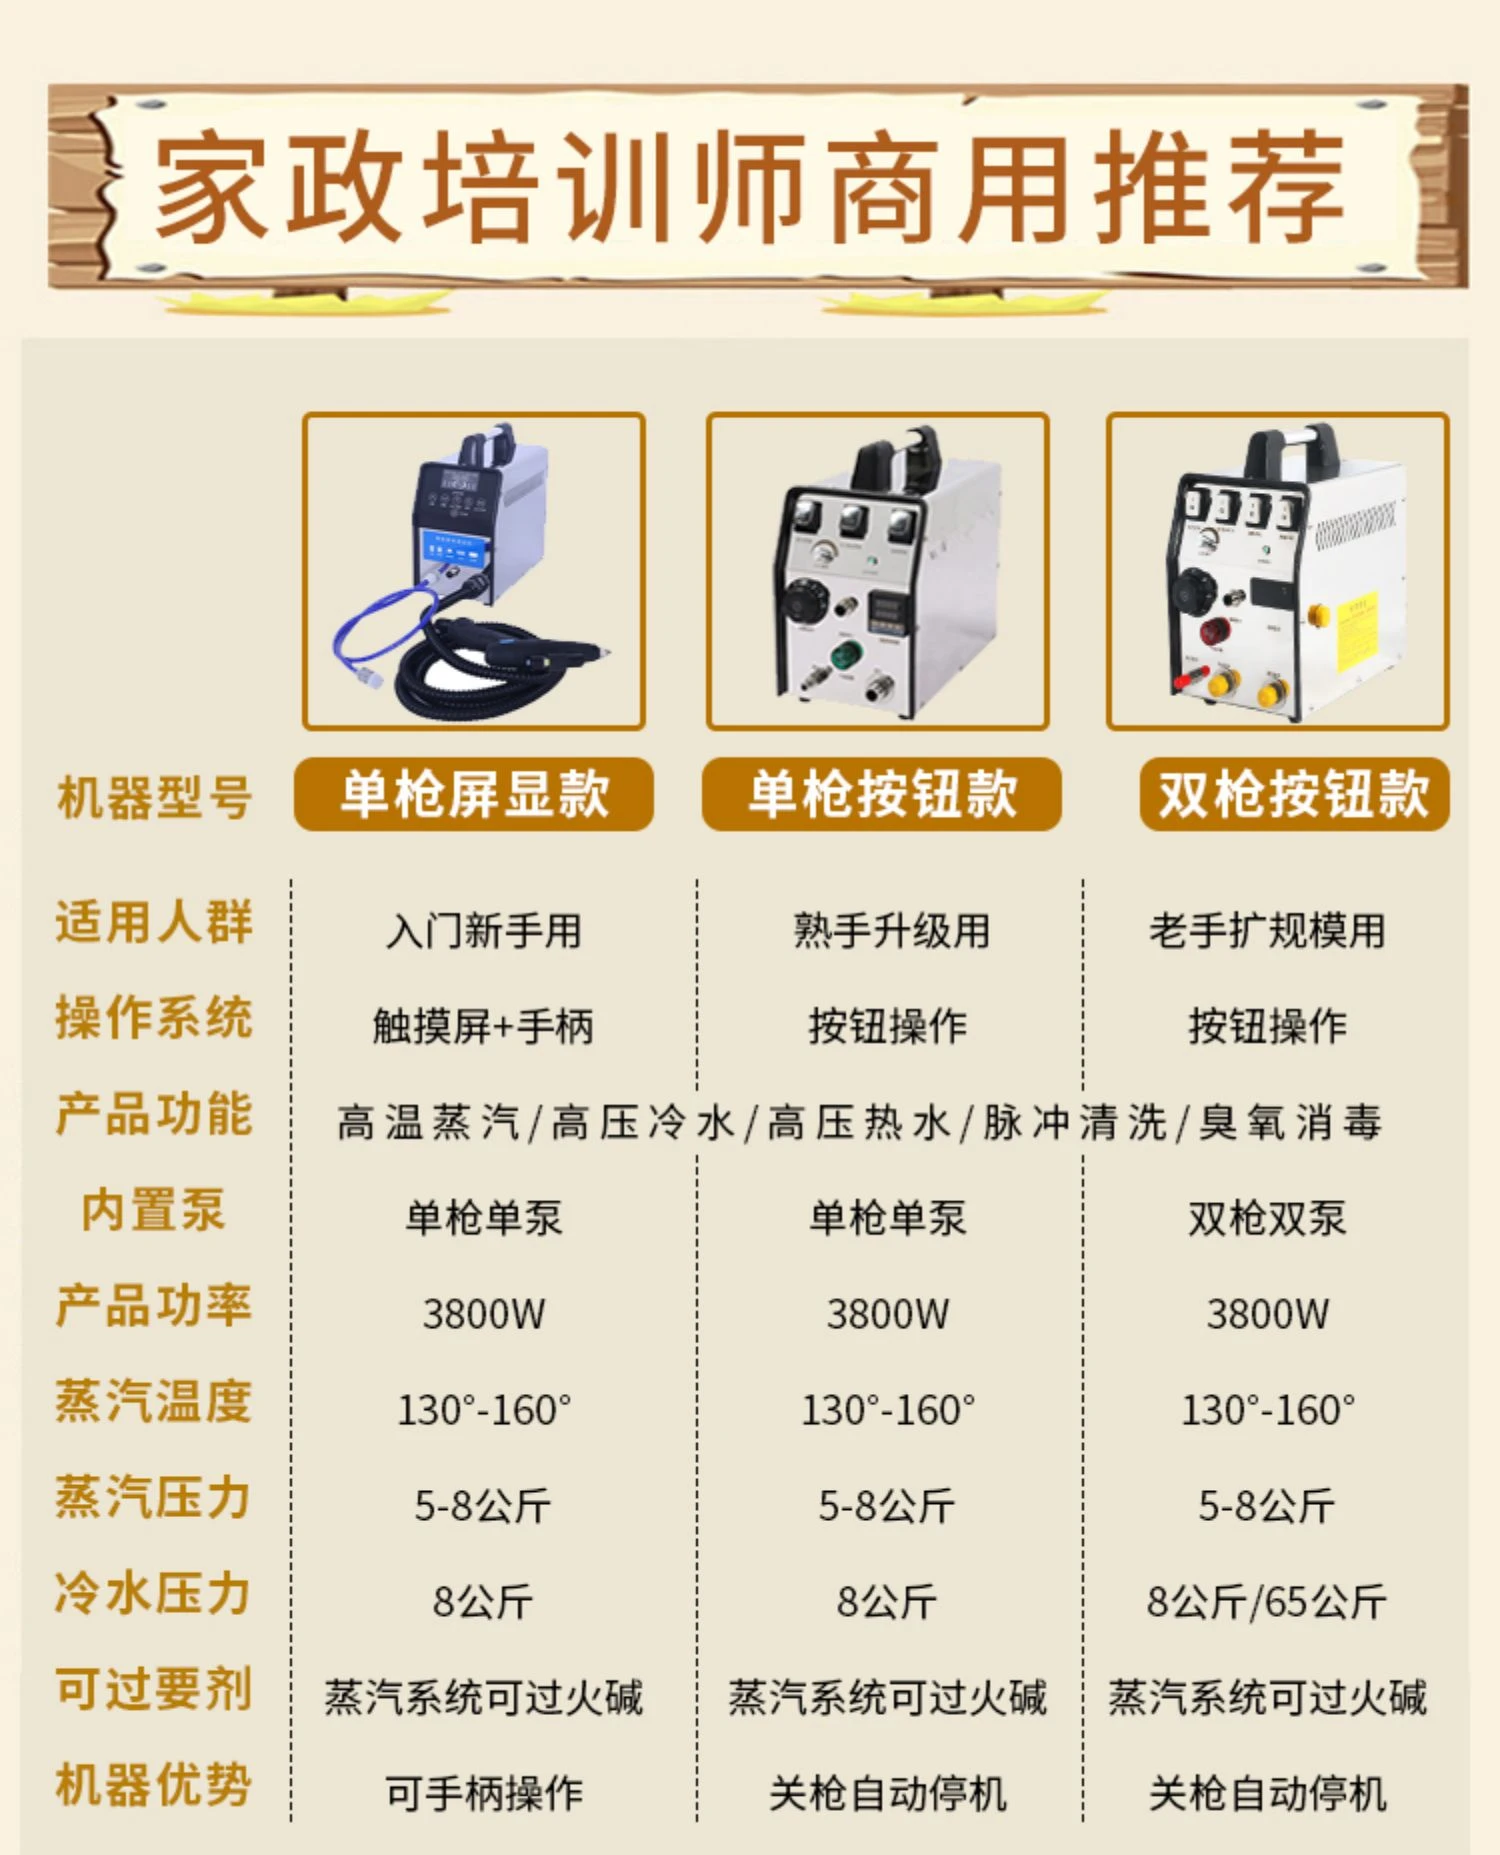 家政培训师商用推荐
机器型号 单枪屏显款 单枪按钮款 双枪按钮款
适用人群 入门新手用 熟手升级用 老手扩规模用
操作系统 触摸屏+手柄 按钮操作 按钮操作
产品功能 高温蒸汽/高压冷水/高压热水/脉冲清洗/臭氧消毒
内置泵 单枪单泵 单枪单泵 双枪双泵
产品功率 3800W 3800W 3800W
蒸汽温度 130°-160° 130°-160° 130°-160°
蒸汽压力 5-8公斤 5-8公斤 5-8公斤
冷水压力 8公斤 8公斤 8公斤/65公斤
可过要剂 蒸汽系统可过火碱 蒸汽系统可过火碱 蒸汽系统可过火碱
机器优势 可手柄操作 关枪自动停机 关枪自动停机